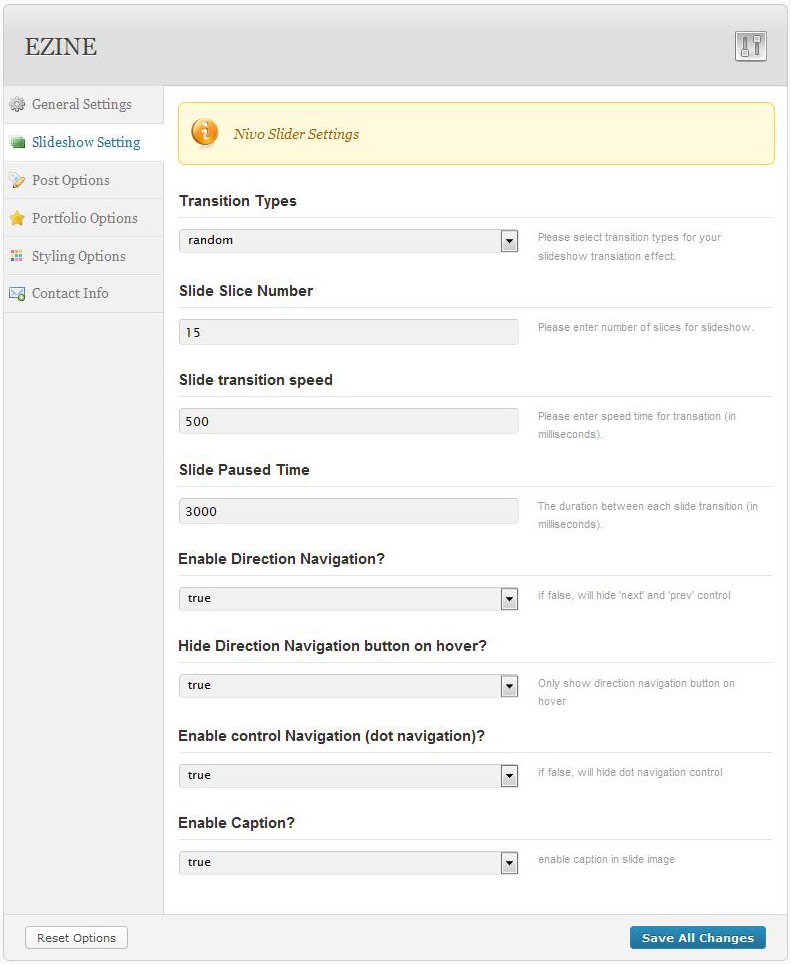 EZINE
General Settings
Slideshow Setting
Post Options
Portfolio Options
Styling Options
Contact Info
Nivo Slider Settings
Transition Types
random
Please select transition types for your
slideshow translation effect.
Slide Slice Number
15
Please enter number of slices for slideshow.
Slide transition speed
500
Please enter speed time for transation (in
milliseconds).
Slide Paused Time
3000
The duration between each slide transition (in
milliseconds).
Enable Direction Navigation?
true
if false, will hide 'next' and 'prev' control
Hide Direction Navigation button on hover?
true
Only show direction navigation button on
hover
Enable control Navigation (dot navigation)?
true
if false, will hide dot navigation control
Enable Caption?
true
enable caption in slide image
Reset Options
Save All Changes